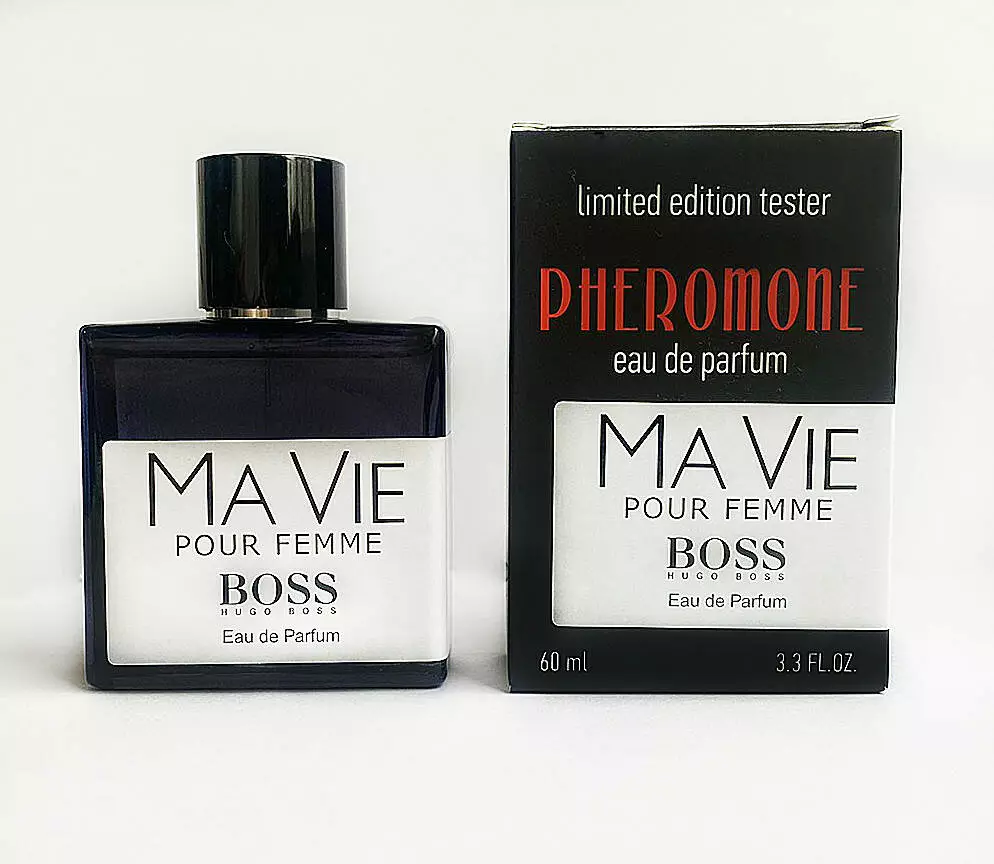 MA VIE
POUR FEMME
BOSS
HUGO BOSS
Eau de Parfum
limited edition tester
PHEROMONE
eau de parfum
MA VIE
POUR FEMME
BOSS
HUGO BOSS
Eau de Parfum
60 ml 3.3 FL.OZ.